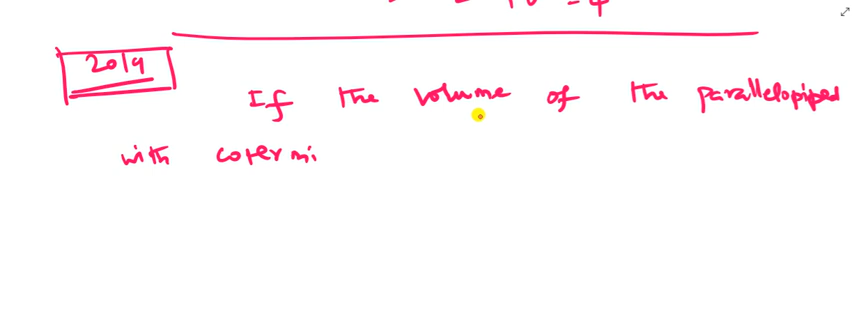 2019
If the volume of the parallelopiped
with cotermi